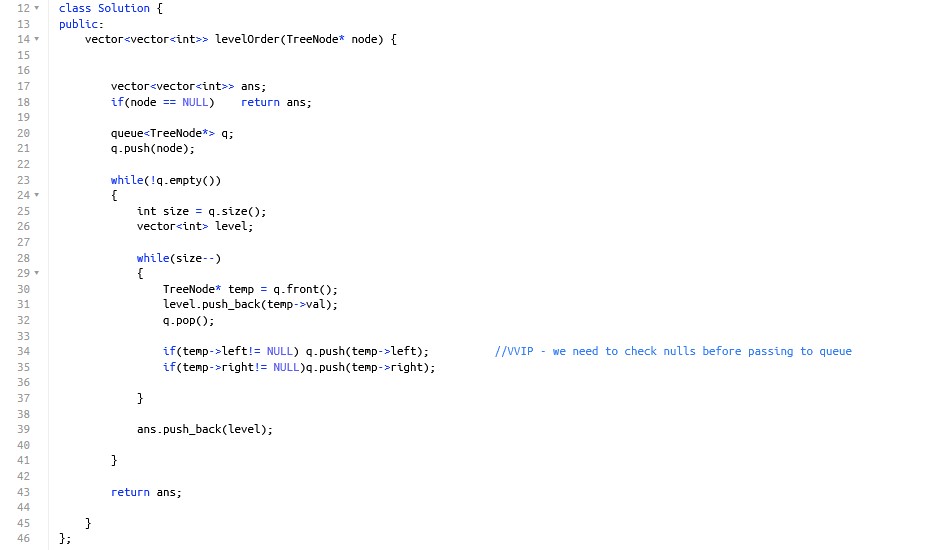 12 class Solution {
13 public:
14     vector<vector<int>> levelOrder(TreeNode* node) {
15
16
17         vector<vector<int>> ans;
18         if(node == NULL)    return ans;
19
20         queue<TreeNode*> q;
21         q.push(node);
22
23         while(!q.empty())
24         {
25             int size = q.size();
26             vector<int> level;
27
28             while(size--)
29             {
30                 TreeNode* temp = q.front();
31                 level.push_back(temp->val);
32                 q.pop();
33
34                 if(temp->left!= NULL) q.push(temp->left);          //VVIP - we need to check nulls before passing to queue
35                 if(temp->right!= NULL)q.push(temp->right);
36
37             }
38
39             ans.push_back(level);
40
41         }
42
43         return ans;
44
45     }
46 };